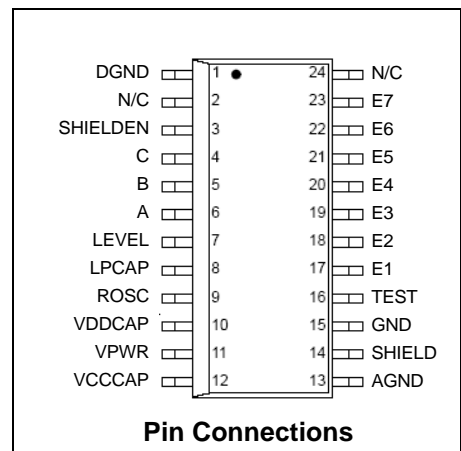 DGND 1 24 N/C
N/C 2 23 E7
SHIELDEN 3 22 E6
C 4 21 E5
B 5 20 E4
A 6 19 E3
LEVEL 7 18 E2
LPCAP 8 17 E1
ROSC 9 16 TEST
VDDCAP 10 15 GND
VPWR 11 14 SHIELD
VCCCAP 12 13 AGND
Pin Connections